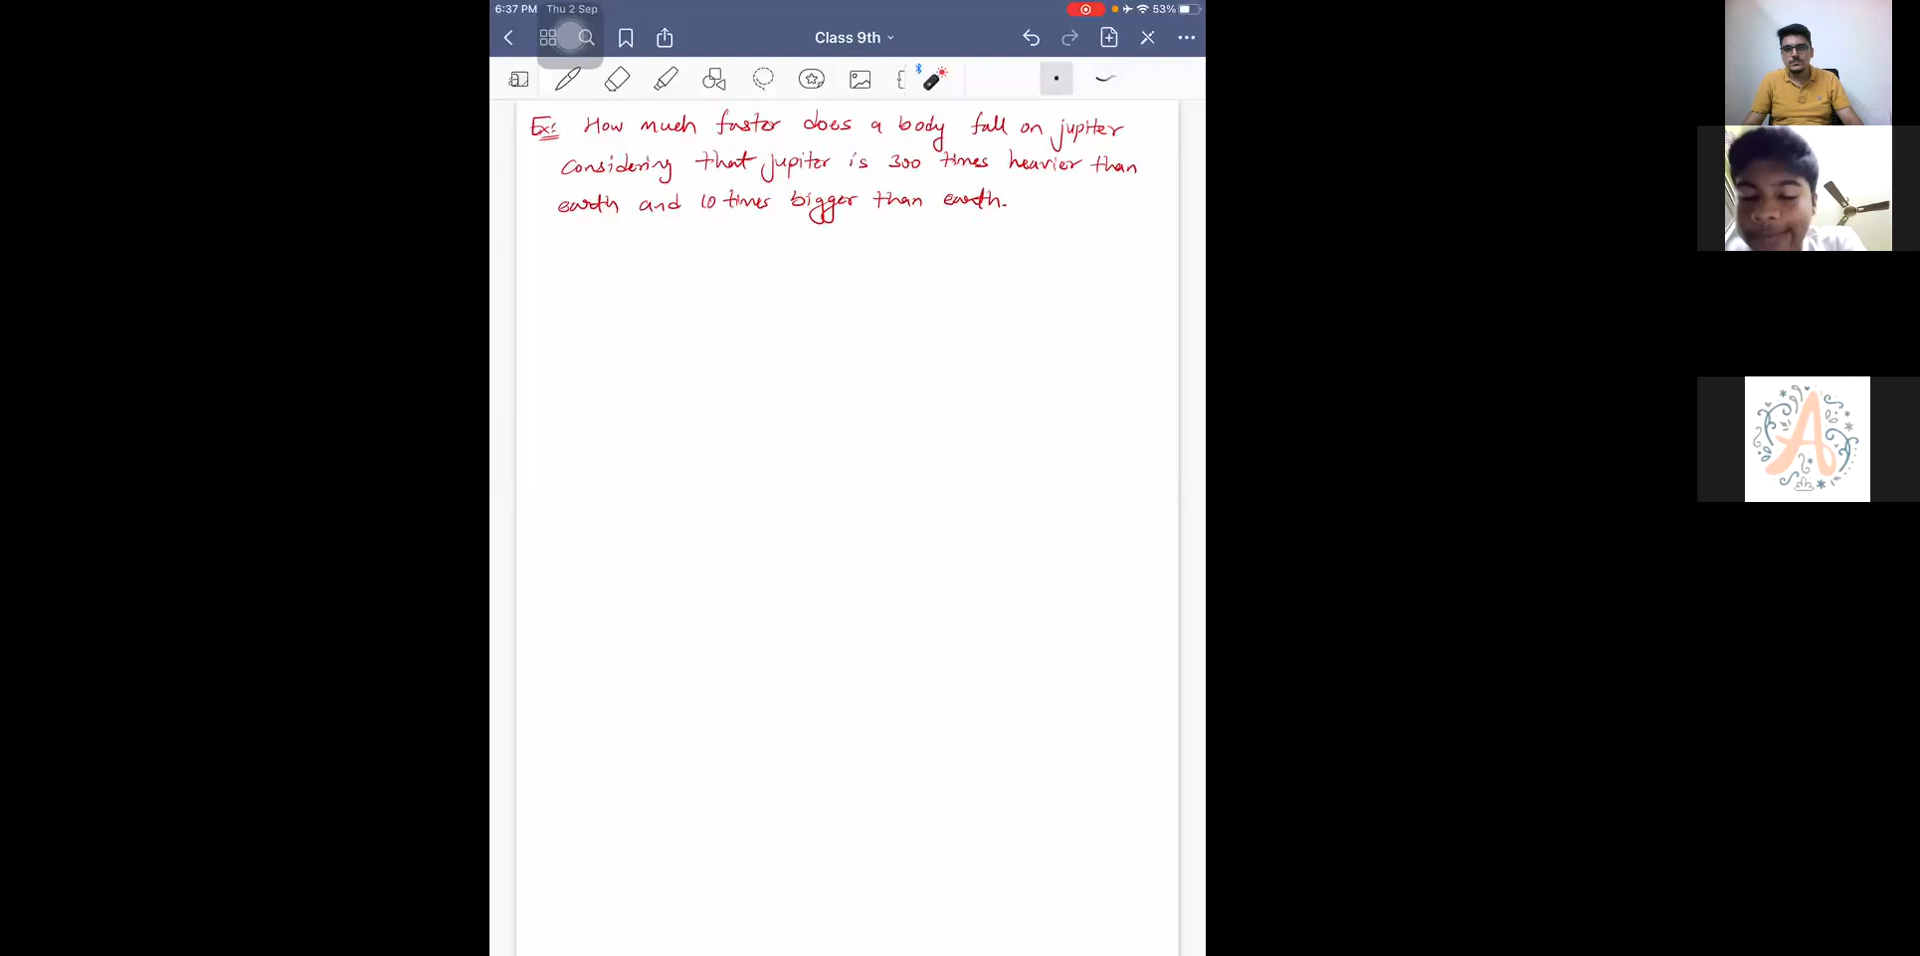 6:37 PM Thu 2 Sep
53%
Class 9th
Ex: How much faster does a body fall on jupiter
considering that jupiter is 300 times heavier than
earth and 10 times bigger than earth.
A